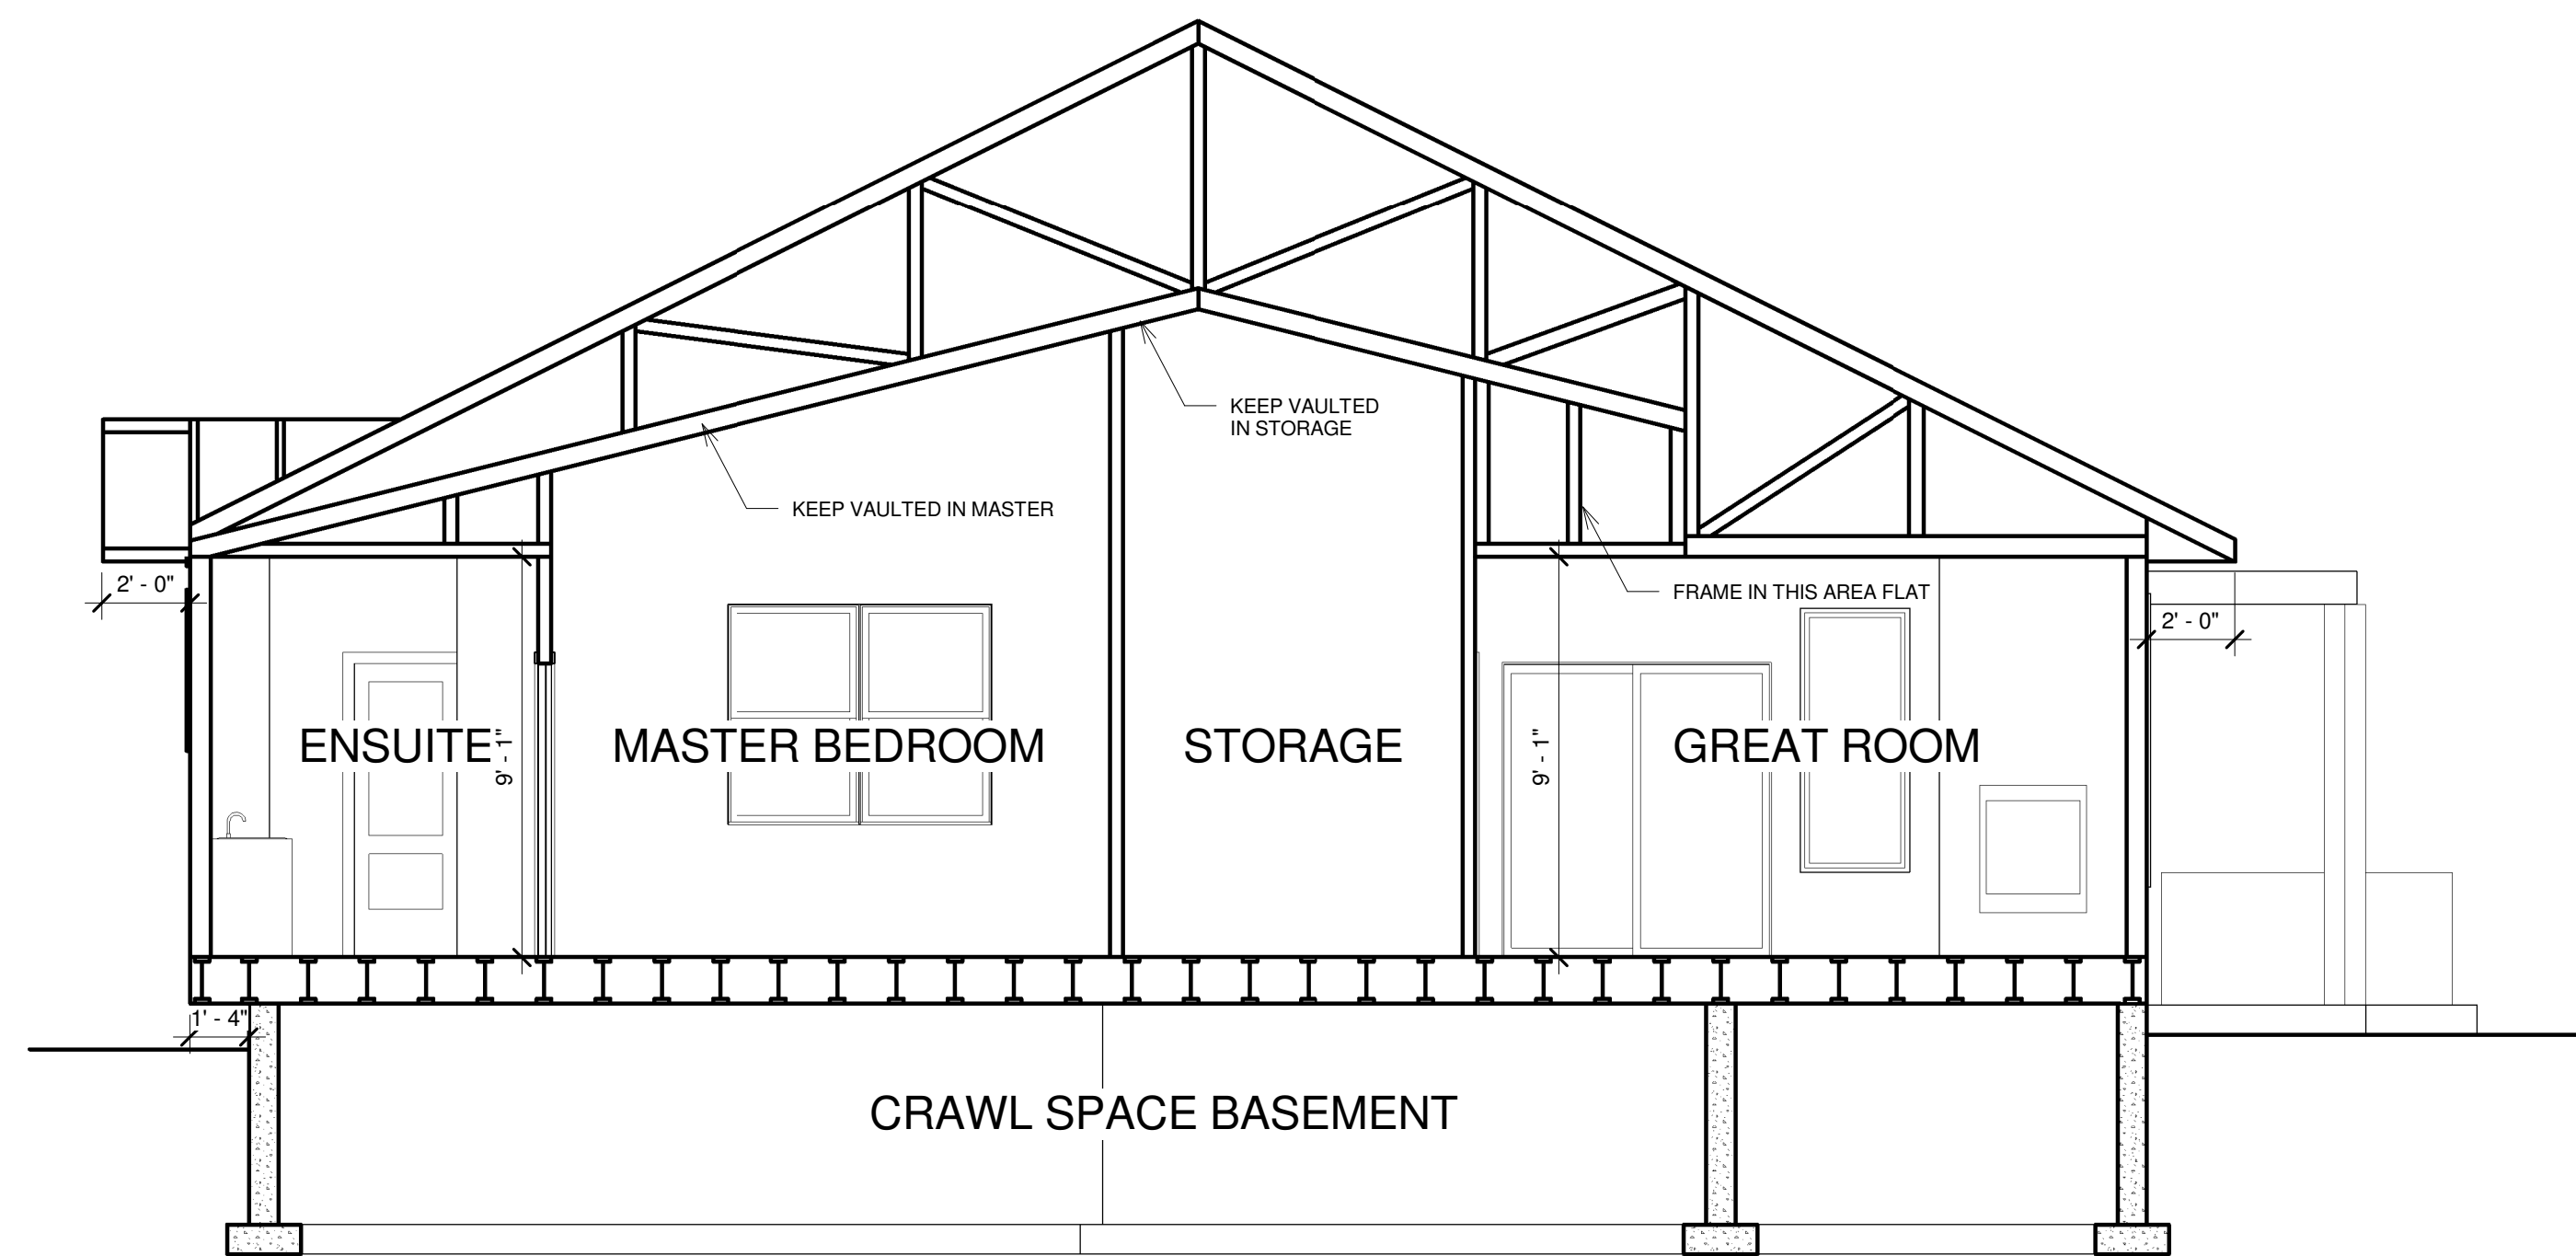 KEEP VAULTED
IN STORAGE
KEEP VAULTED IN MASTER
2' - 0"
FRAME IN THIS AREA FLAT
2' - 0"
ENSUITE
9' - 1"
MASTER BEDROOM
STORAGE
9' - 1"
GREAT ROOM
1' - 4"
CRAWL SPACE BASEMENT